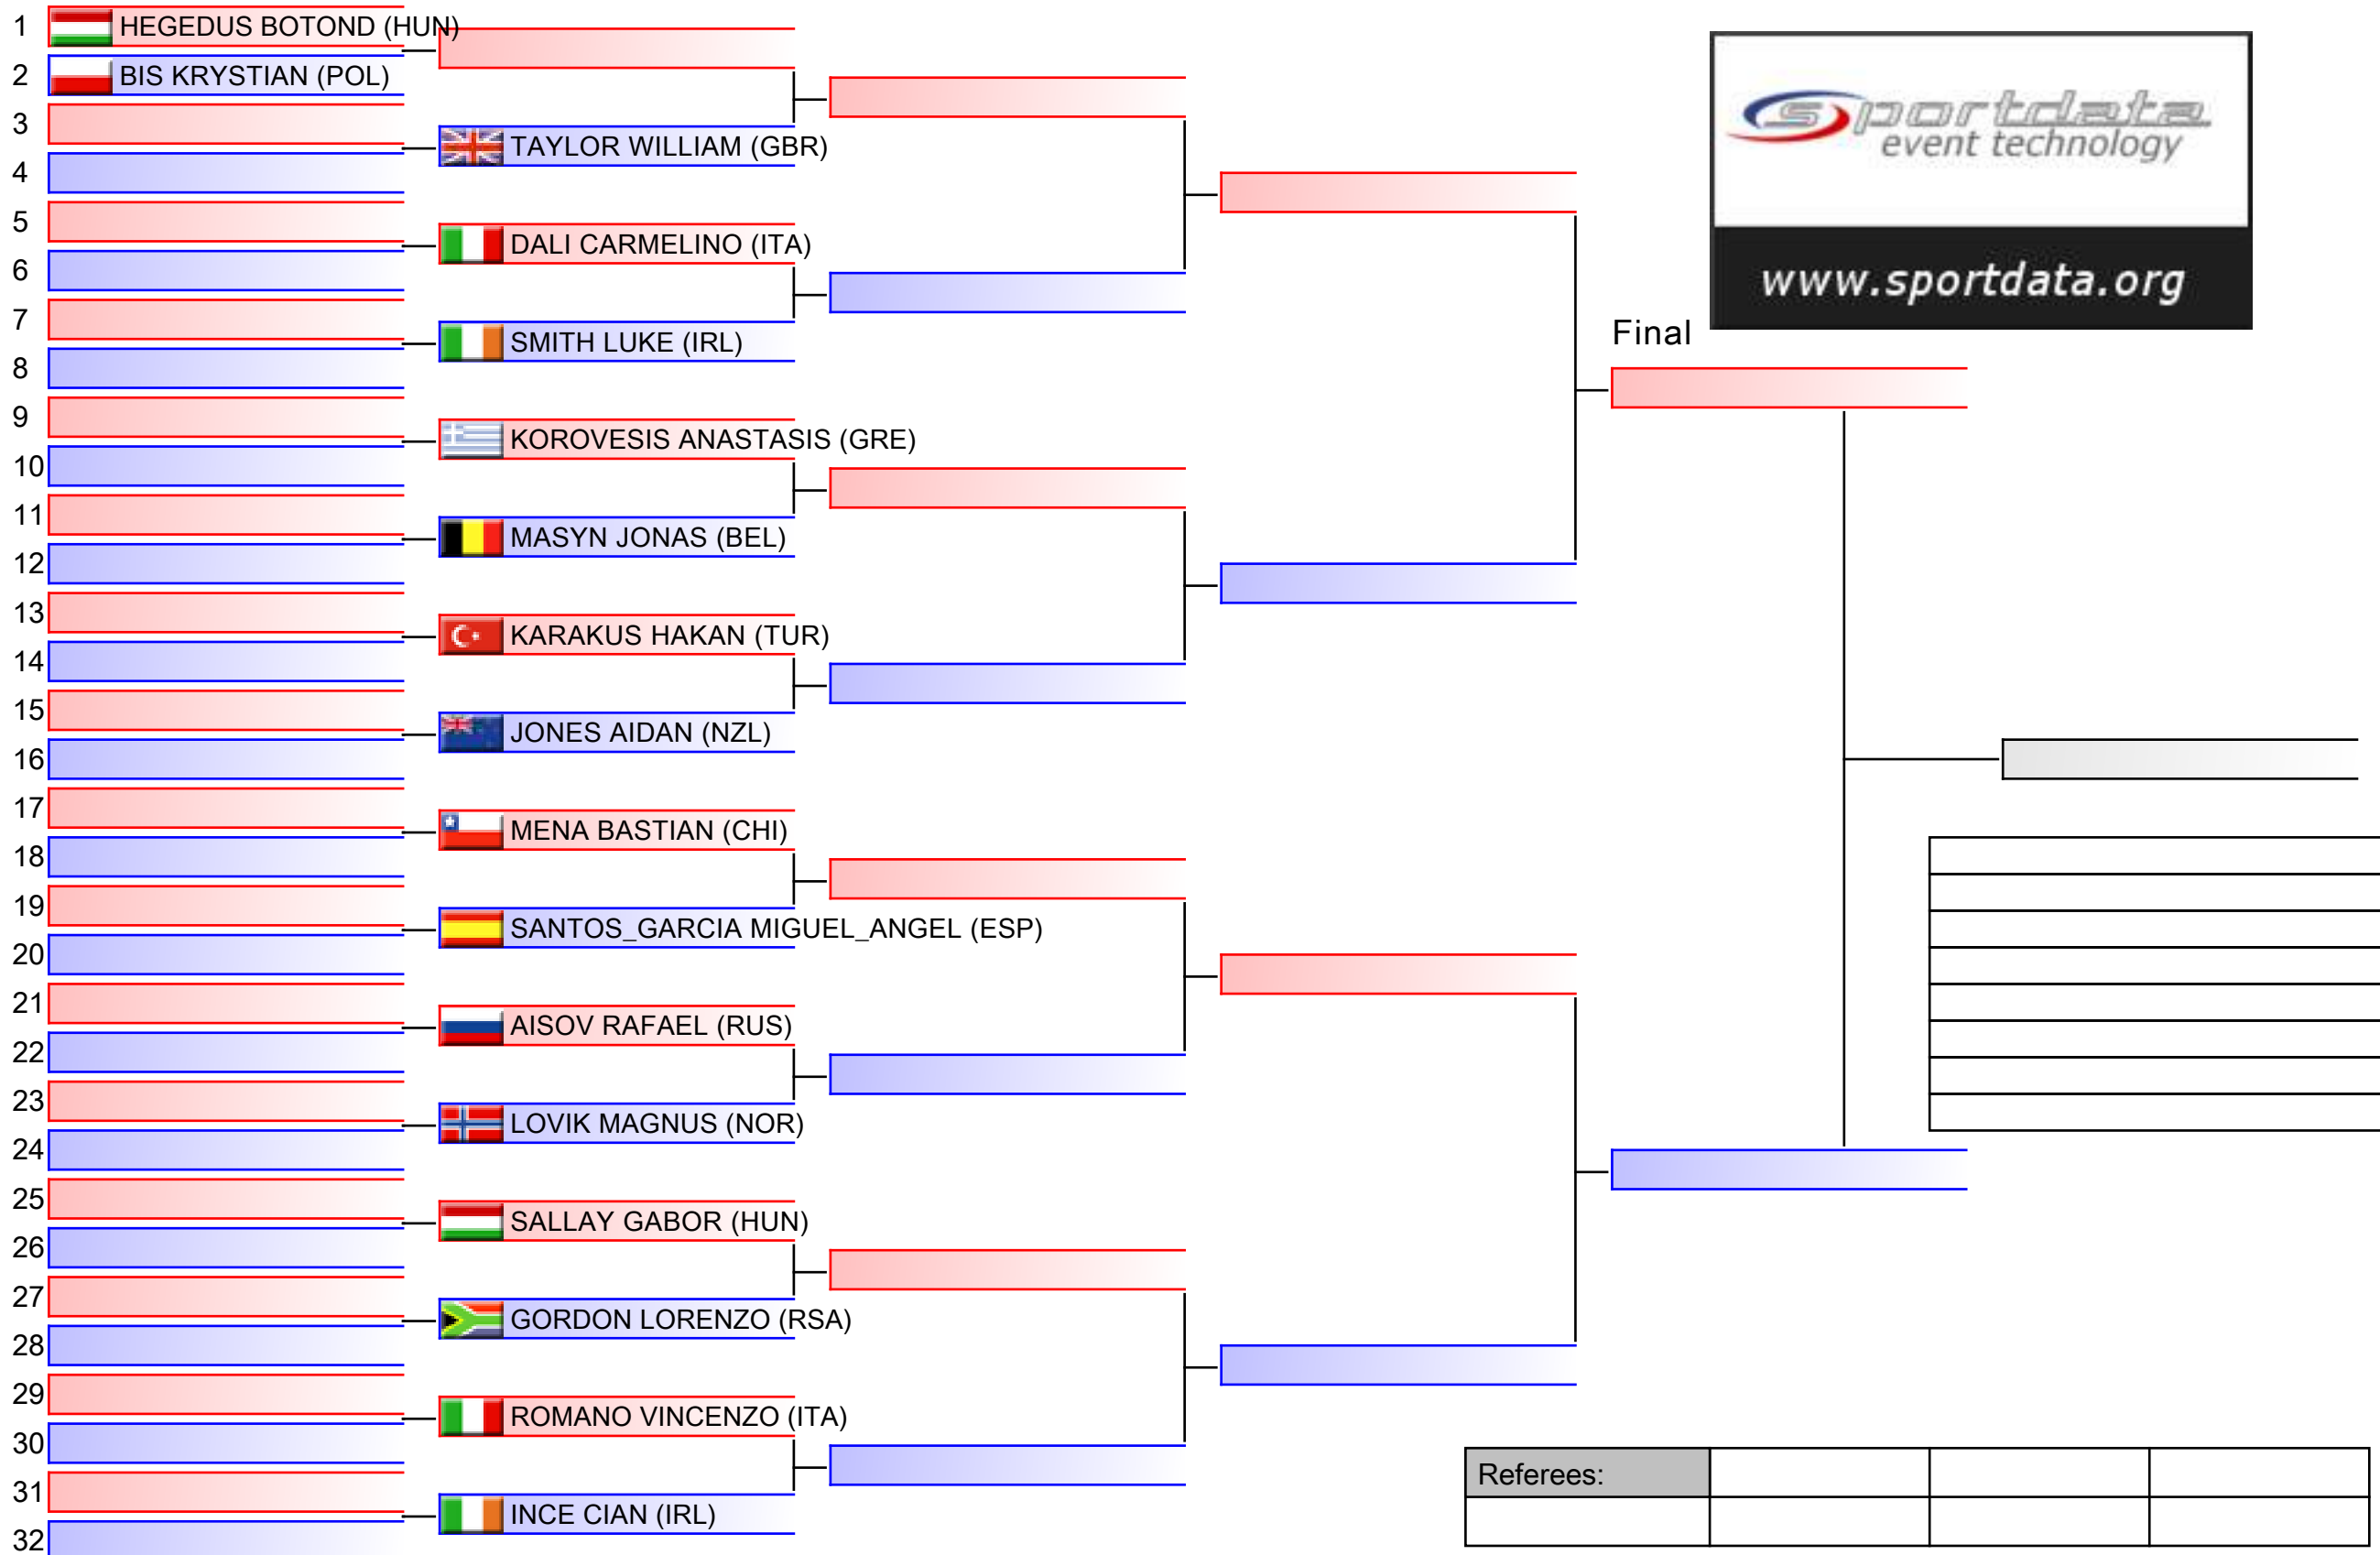 1 HEGEDUS BOTOND (HUN)
2 BIS KRYSTIAN (POL)
3
TAYLOR WILLIAM (GBR)
4
5
DALI CARMELINO (ITA)
6
7
SMITH LUKE (IRL)
8
9
KOROVESIS ANASTASIS (GRE)
10
11
MASYN JONAS (BEL)
12
13
KARAKUS HAKAN (TUR)
14
15
JONES AIDAN (NZL)
16
17
MENA BASTIAN (CHI)
18
19
SANTOS_GARCIA MIGUEL_ANGEL (ESP)
20
21
AISOV RAFAEL (RUS)
22
23
LOVIK MAGNUS (NOR)
24
25
SALLAY GABOR (HUN)
26
27
GORDON LORENZO (RSA)
28
29
ROMANO VINCENZO (ITA)
30
31
INCE CIAN (IRL)
32
sportdata
event technology
www.sportdata.org
Final
Referees: